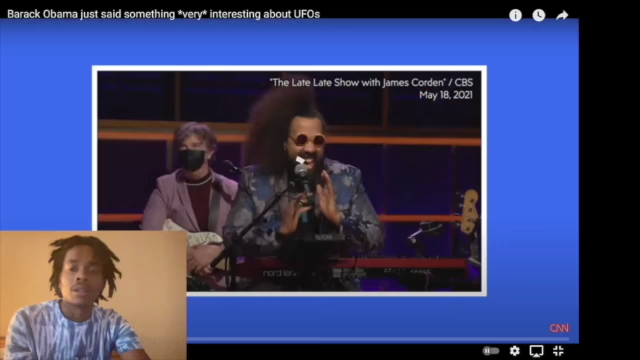 Barack Obama just said something *very* interesting about UFOs
"The Late Late Show with James Corden" / CBS
May 18, 2021
CNN